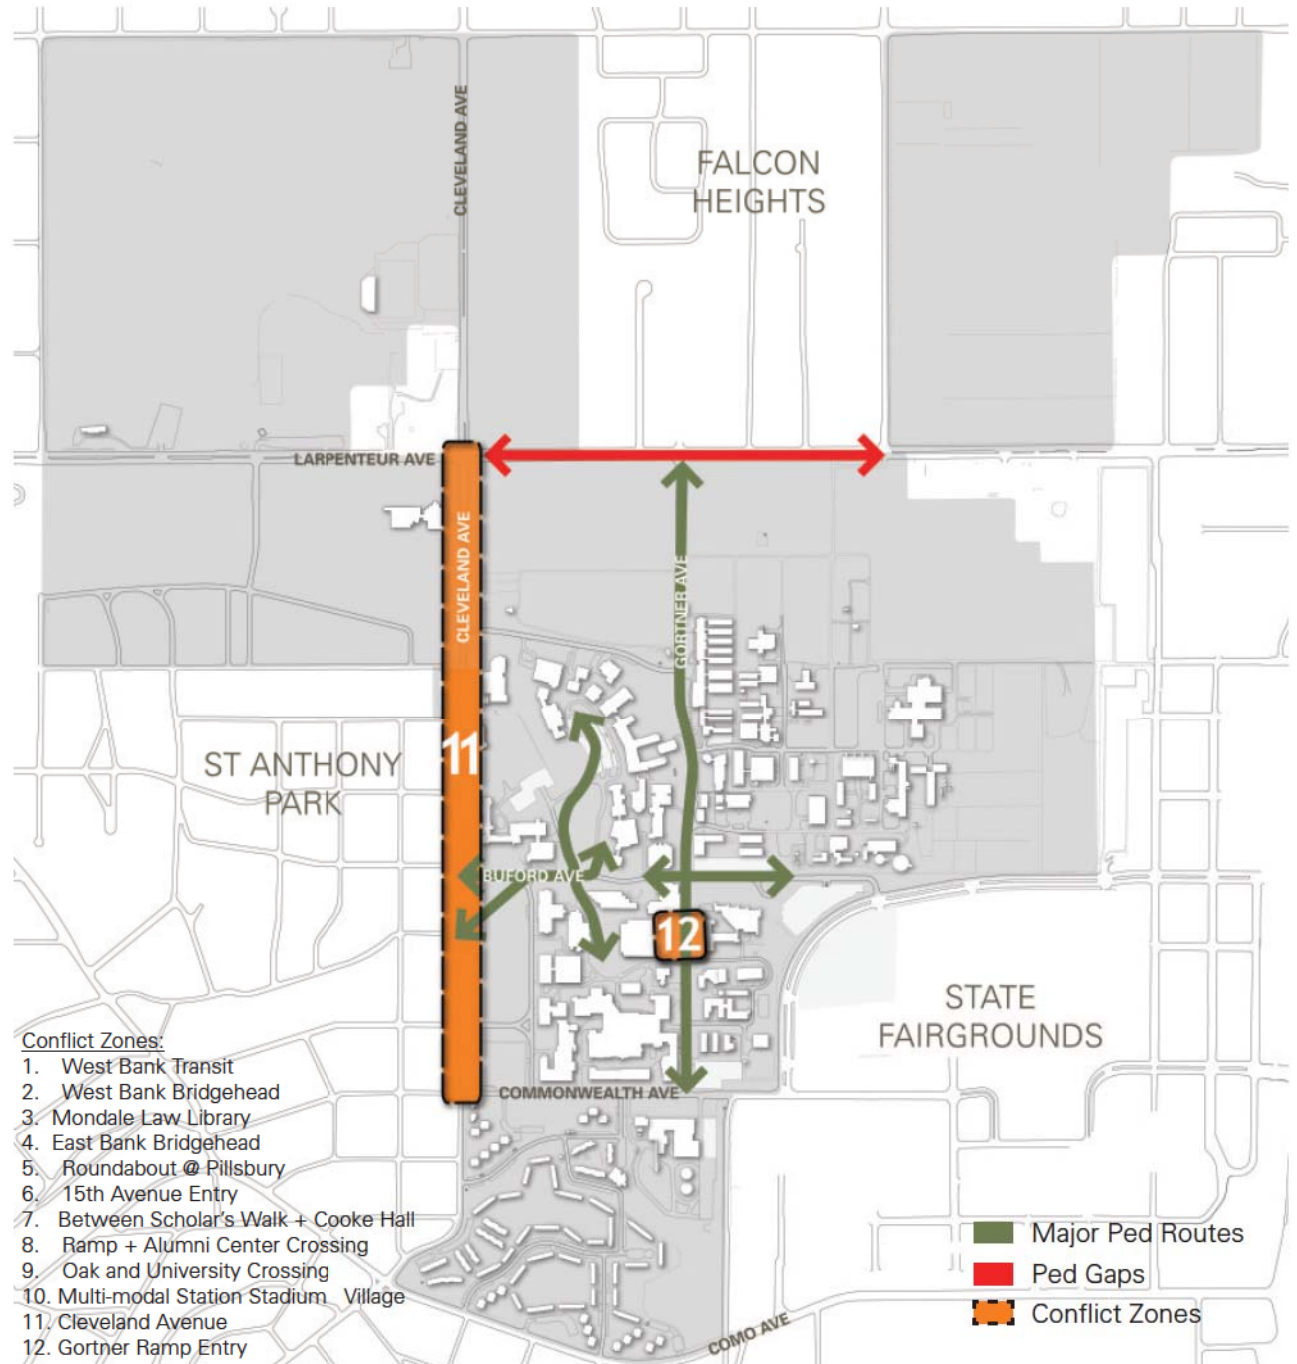 CLEVELAND AVE
FALCON
HEIGHTS
LARPENTEUR AVE
CLEVELAND AVE
GORTNER AVE
11
ST ANTHONY
PARK
BUFORD AVE
12
STATE
FAIRGROUNDS
COMMONWEALTH AVE
Conflict Zones:
1. West Bank Transit
2. West Bank Bridgehead
3. Mondale Law Library
4. East Bank Bridgehead
5. Roundabout @ Pillsbury
6. 15th Avenue Entry
7. Between Scholar's Walk + Cooke Hall
8. Ramp + Alumni Center Crossing
9. Oak and University Crossing
10. Multi-modal Station Stadium Village
11. Cleveland Avenue
12. Gortner Ramp Entry
COMO AVE
Major Ped Routes
Ped Gaps
Conflict Zones